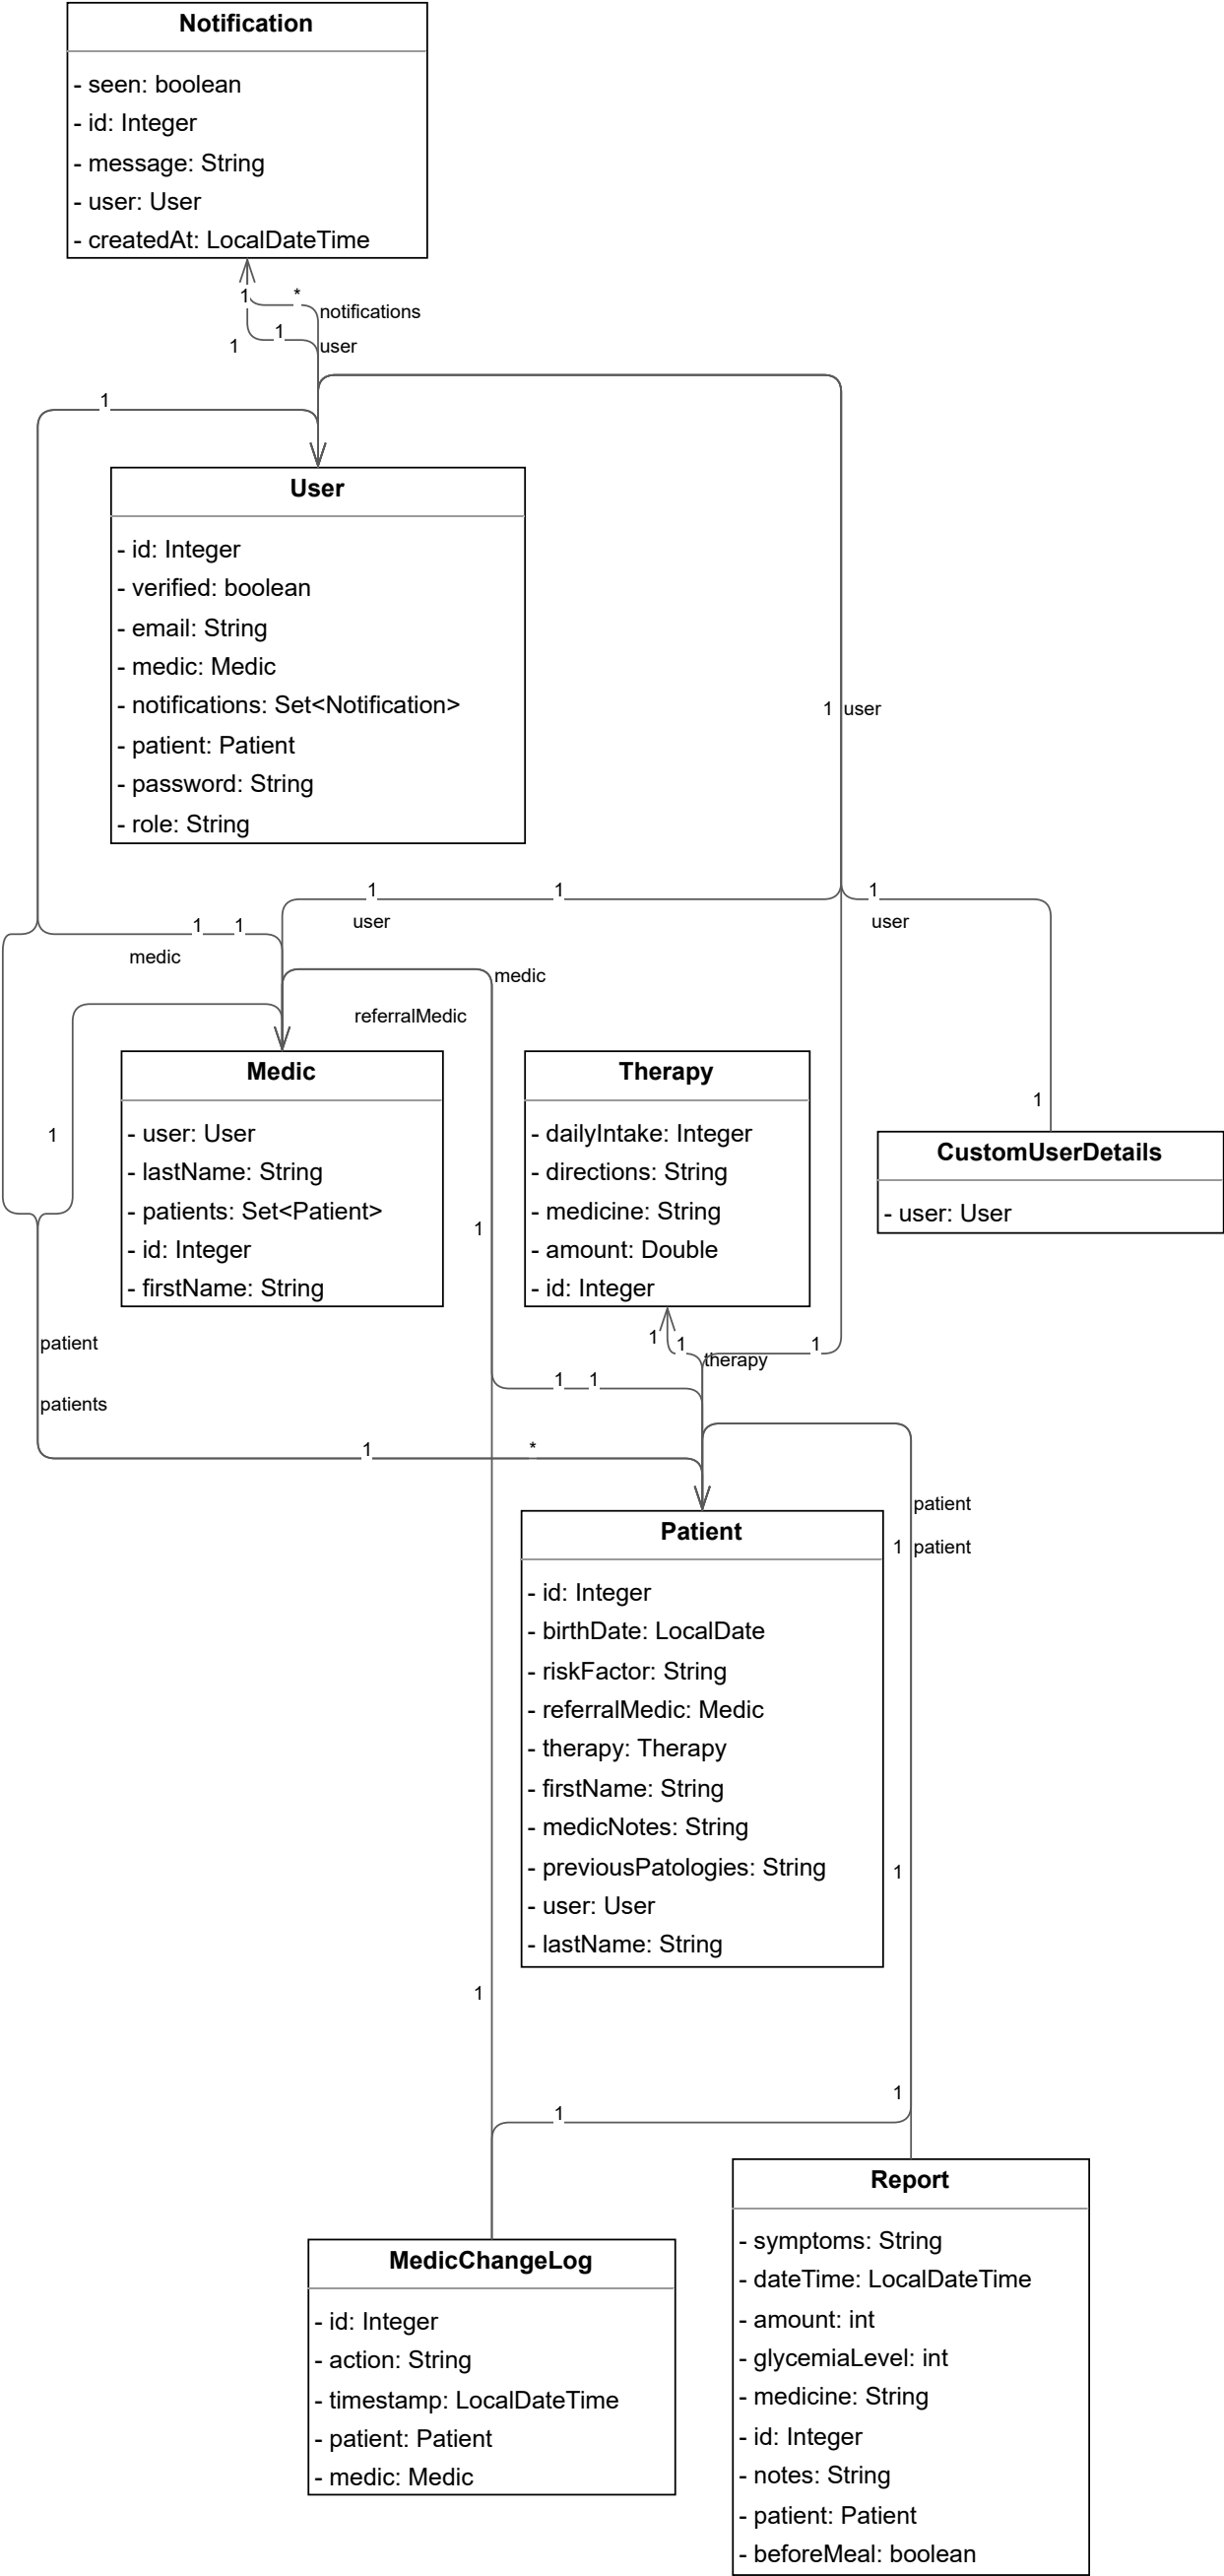 Notification
- seen: boolean
- id: Integer
- message: String
- user: User
- createdAt: LocalDateTime
1
*
notifications
1
1
user
1
User
- id: Integer
- verified: boolean
- email: String
- medic: Medic
- notifications: Set<Notification>
- patient: Patient
- password: String
- role: String
1
user
1
1
1
user
user
1
1
medic
medic
referralMedic
Medic
- user: User
- lastName: String
- patients: Set<Patient>
- id: Integer
- firstName: String
Therapy
- dailyIntake: Integer
- directions: String
- medicine: String
- amount: Double
- id: Integer
1
CustomUserDetails
- user: User
1
1
1
1
1
therapy
patient
1
1
patients
1
*
patient
1
patient
Patient
- id: Integer
- birthDate: LocalDate
- riskFactor: String
- referralMedic: Medic
- therapy: Therapy
- firstName: String
- medicNotes: String
- previousPatologies: String
- user: User
- lastName: String
1
1
1
1
MedicChangeLog
- id: Integer
- action: String
- timestamp: LocalDateTime
- patient: Patient
- medic: Medic
Report
- symptoms: String
- dateTime: LocalDateTime
- amount: int
- glycemiaLevel: int
- medicine: String
- id: Integer
- notes: String
- patient: Patient
- beforeMeal: boolean